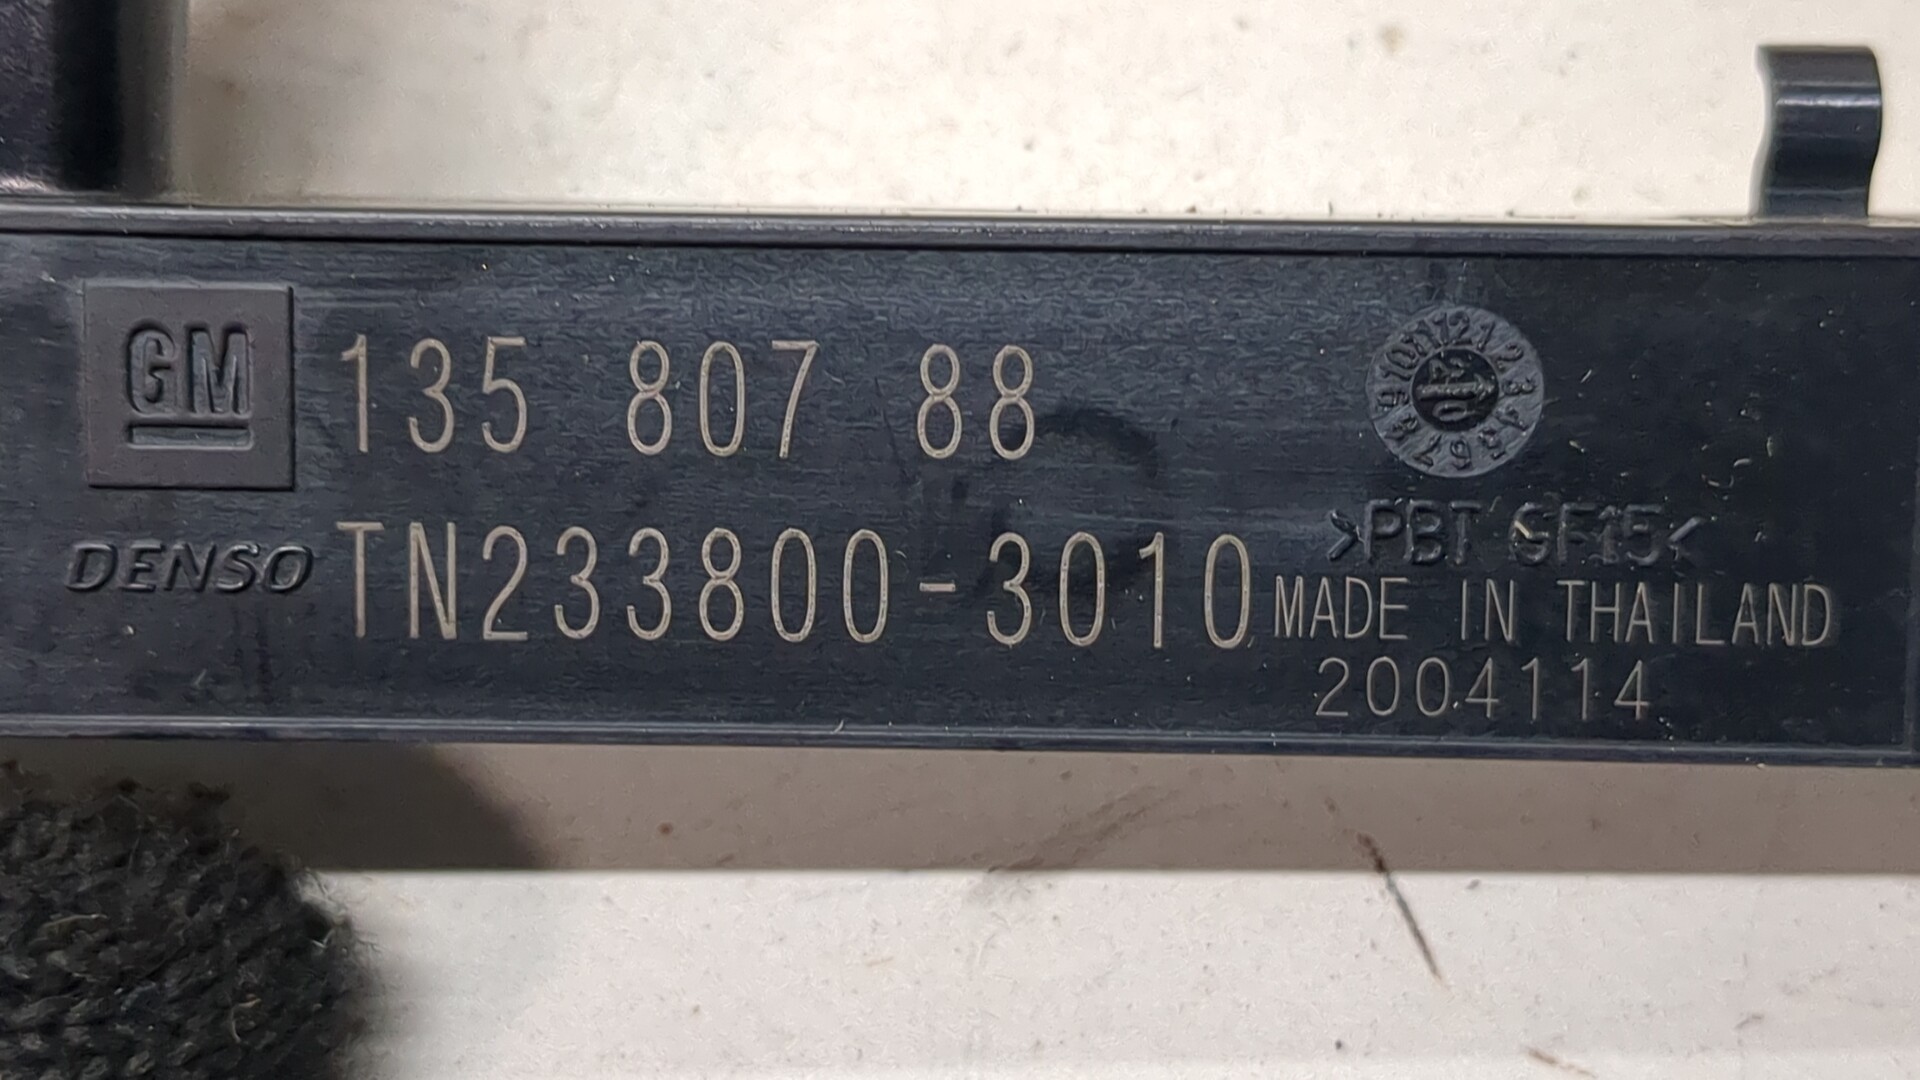 GM 135 807 88
DENSO TN233800-3010
>PBT GF15<
MADE IN THAILAND
2004114